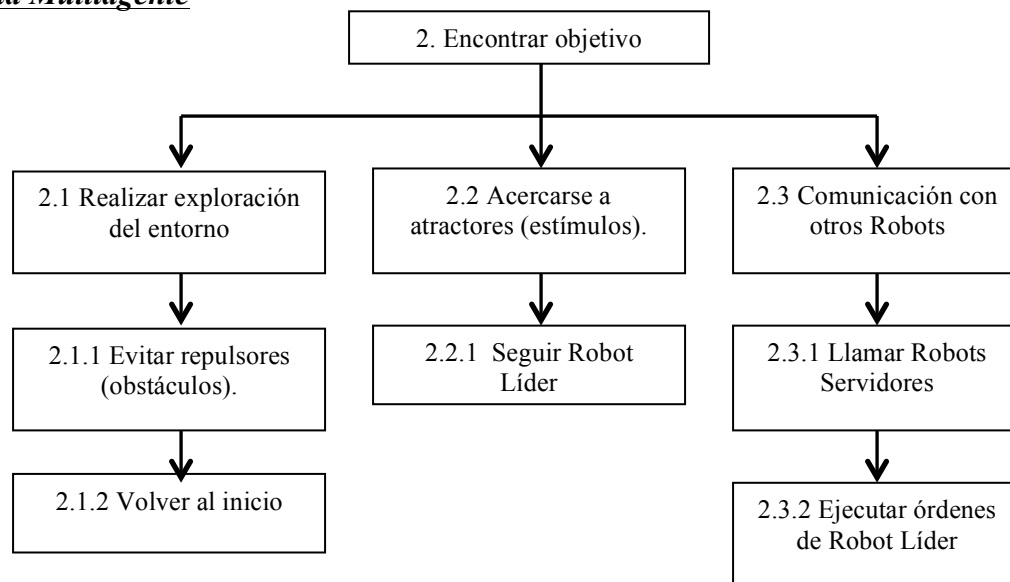 Multiagente
2. Encontrar objetivo
2.1 Realizar exploración
del entorno
2.2 Acercarse a
atractores (estímulos).
2.3 Comunicación con
otros Robots
2.1.1 Evitar repulsores
(obstáculos).
2.2.1 Seguir Robot
Líder
2.3.1 Llamar Robots
Servidores
2.1.2 Volver al inicio
2.3.2 Ejecutar órdenes
de Robot Líder